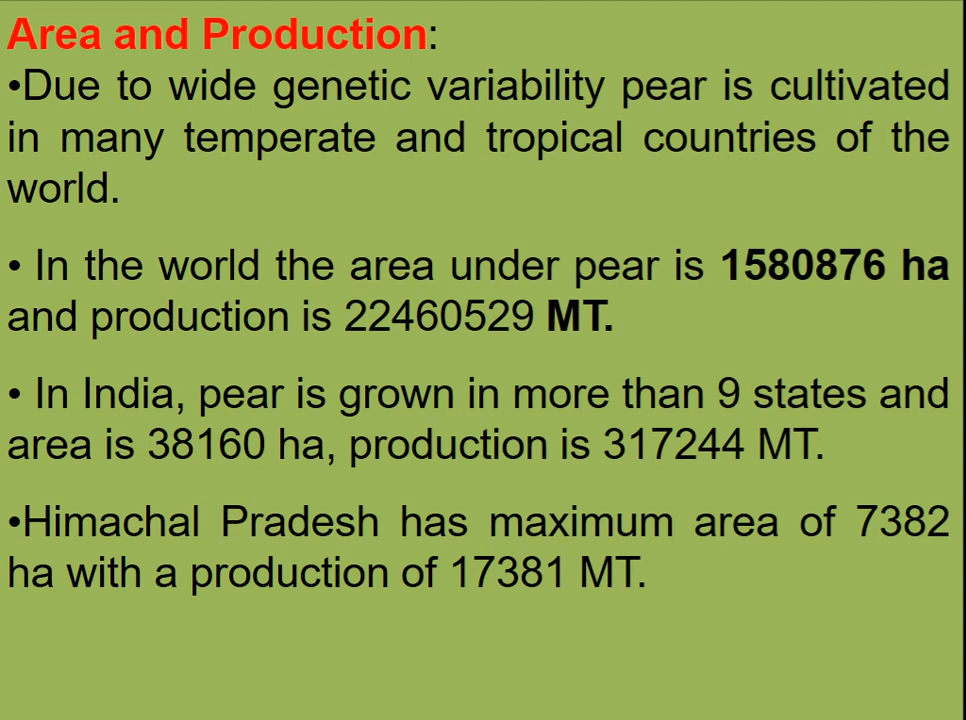 Area and Production:
•Due to wide genetic variability pear is cultivated
in many temperate and tropical countries of the
world.
• In the world the area under pear is 1580876 ha
and production is 22460529 MT.
• In India, pear is grown in more than 9 states and
area is 38160 ha, production is 317244 MT.
•Himachal Pradesh has maximum area of 7382
ha with a production of 17381 MT.